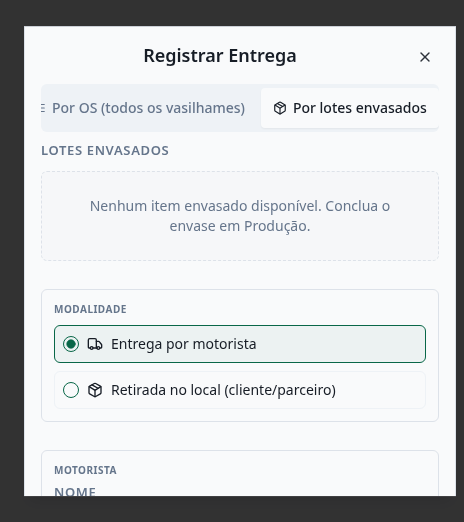 Registrar Entrega
Por OS (todos os vasilhames)
Por lotes envasados
LOTES ENVASADOS
Nenhum item envasado disponível. Conclua o
envase em Produção.
MODALIDADE
Entrega por motorista
Retirada no local (cliente/parceiro)
MOTORISTA
NOME